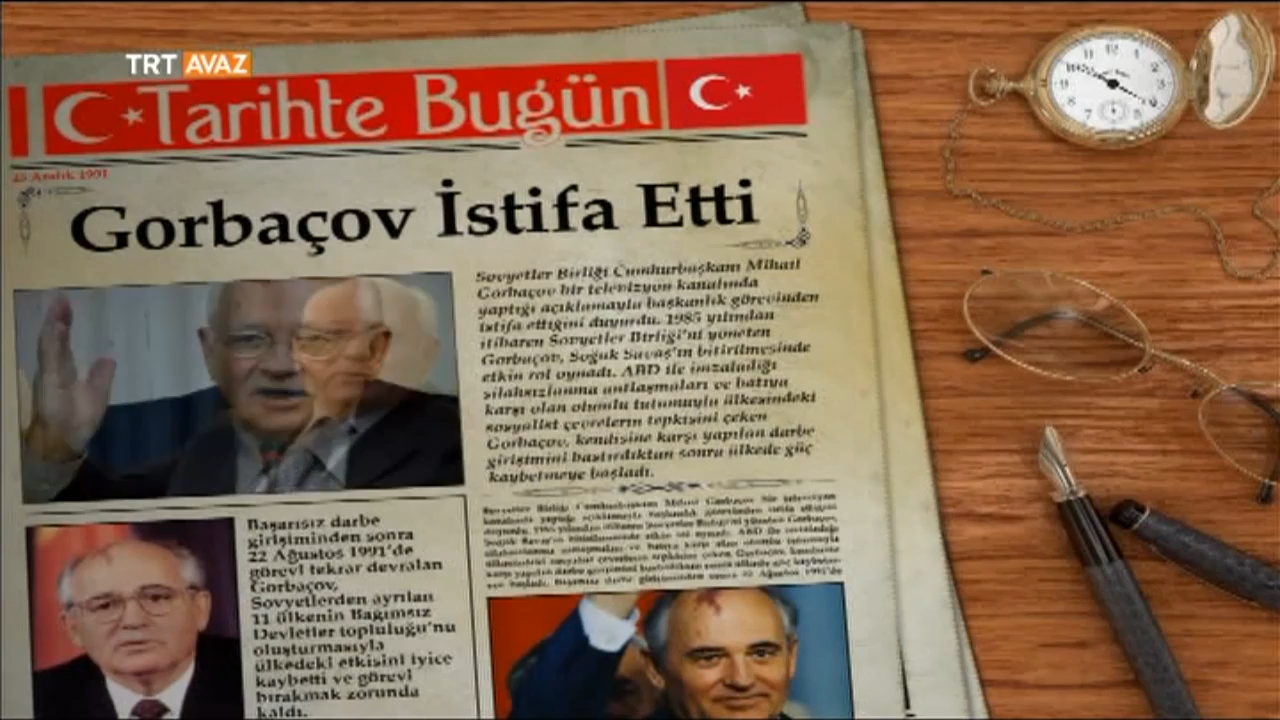 TRT AVAZ
Tarihte Bugün
25 Aralık 1991
Gorbaçov İstifa Etti
Sovyetler Birliği Cumhurbaşkanı Mihail
Gorbaçov bir televizyon kanalında
yaptığı açıklamayla başkanlık görevinden
istifa ettiğini duyurdu. 1985 yılından
itibaren Sovyetler Birliği'ni yöneten
Gorbaçov, Soğuk Savaş'ın bitirilmesinde
etkin rol oynadı. ABD ile imzaladığı
silahsızlanma antlaşmaları ve batıya
karşı olan olumlu tutumuyla ülkesindeki
sosyalist çevrelerin tepkisini çeken
Gorbaçov, kendisine karşı yapılan darbe
girişimini bastırdıktan sonra ülkede güç
kaybetmeye başladı.
Başarısız darbe
girişiminden sonra
22 Ağustos 1991'de
görevi tekrar devralan
Gorbaçov,
Sovyetlerden ayrılan
11 ülkenin Bağımsız
Devletler topluluğu'nu
oluşturmasıyla
ülkedeki etkisini iyice
kaybetti ve görevi
bırakmak zorunda
kaldı.